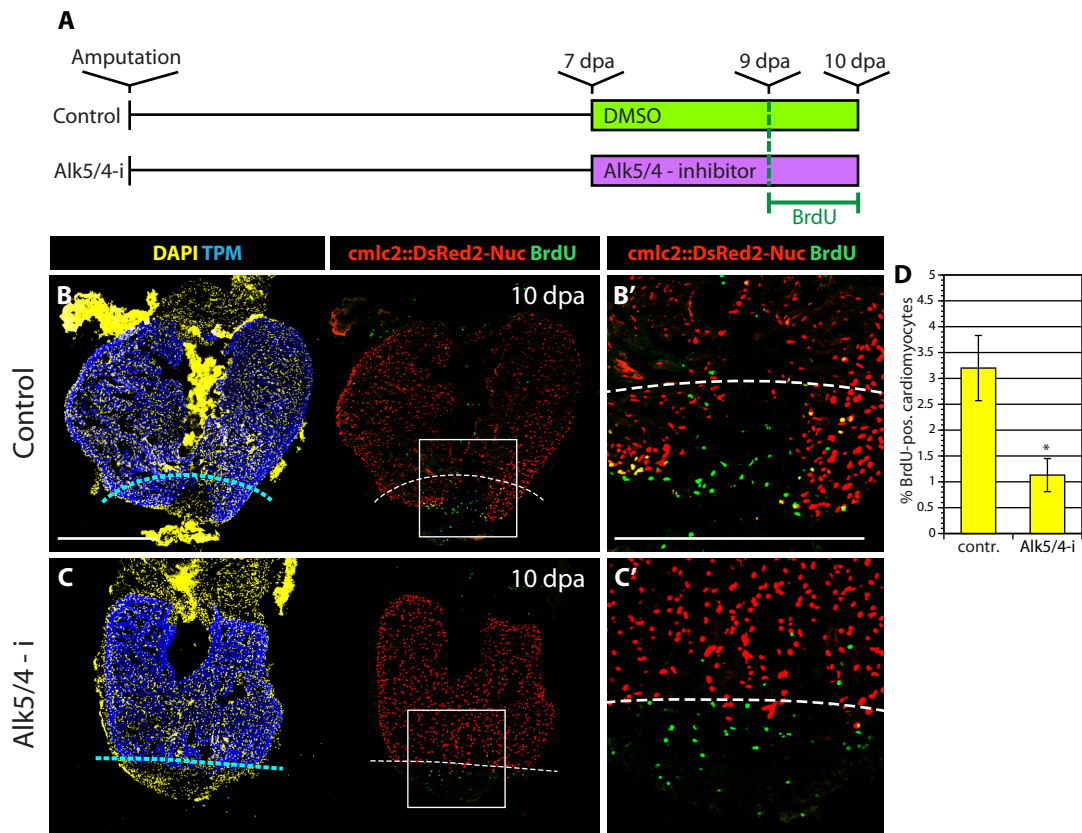 A
Amputation
7 dpa
9 dpa
10 dpa
Control
DMSO
Alk5/4-i
Alk5/4 - inhibitor
BrdU
DAPI TPM
cmlc2::DsRed2-Nuc BrdU
cmlc2::DsRed2-Nuc BrdU
B
10 dpa
B'
Control
C
10 dpa
C'
Alk5/4 - i
D
% BrdU-pos. cardiomyocytes
5
4.5
4
3.5
3
2.5
2
1.5
1
0.5
0
*
contr.
Alk5/4-i